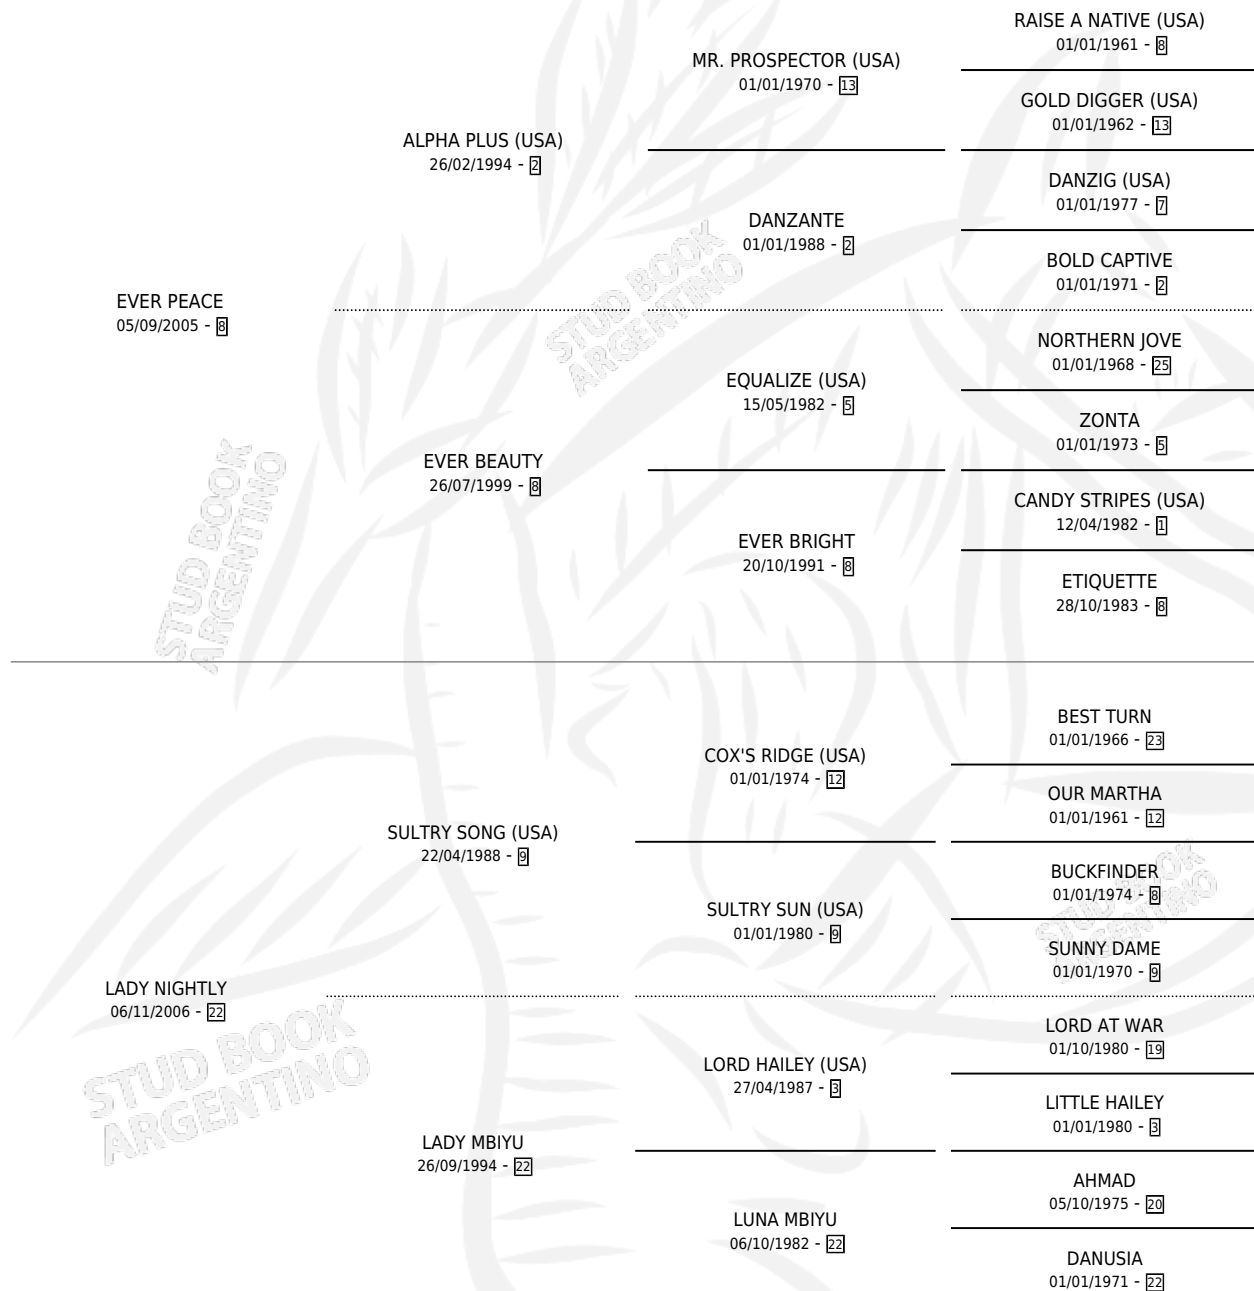 RAISE A NATIVE (USA)
01/01/1961 - 8
MR. PROSPECTOR (USA)
01/01/1970 - 13
GOLD DIGGER (USA)
01/01/1962 - 13
ALPHA PLUS (USA)
26/02/1994 - 2
DANZIG (USA)
01/01/1977 - 7
DANZANTE
01/01/1988 - 2
BOLD CAPTIVE
01/01/1971 - 2
EVER PEACE
05/09/2005 - 8
NORTHERN JOVE
01/01/1968 - 25
EQUALIZE (USA)
15/05/1982 - 5
ZONTA
01/01/1973 - 5
EVER BEAUTY
26/07/1999 - 8
CANDY STRIPES (USA)
12/04/1982 - 1
EVER BRIGHT
20/10/1991 - 8
ETIQUETTE
28/10/1983 - 8
STUD BOOK
ARGENTINO
STUD BOOK
ARGENTINO
BEST TURN
01/01/1966 - 23
COX'S RIDGE (USA)
01/01/1974 - 12
OUR MARTHA
01/01/1961 - 12
SULTRY SONG (USA)
22/04/1988 - 9
BUCKFINDER
01/01/1974 - 8
SULTRY SUN (USA)
01/01/1980 - 9
SUNNY DAME
01/01/1970 - 9
LADY NIGHTLY
06/11/2006 - 22
LORD AT WAR
01/10/1980 - 19
LORD HAILEY (USA)
27/04/1987 - 3
LITTLE HAILEY
01/01/1980 - 3
LADY MBIYU
26/09/1994 - 22
AHMAD
05/10/1975 - 20
LUNA MBIYU
06/10/1982 - 22
DANUSIA
01/01/1971 - 22
STUD BOOK
ARGENTINO
STUD BOOK
ARGENTINO